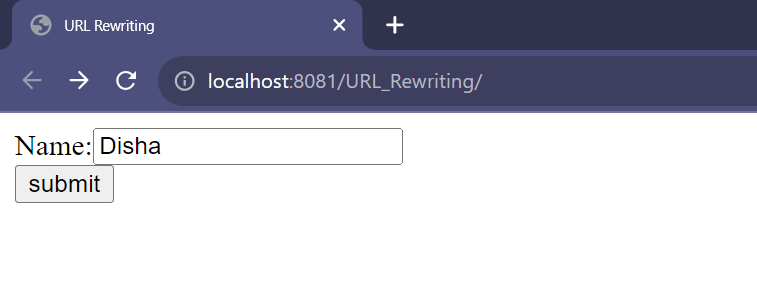 URL Rewriting
localhost:8081/URL_Rewriting/
Name: Disha
submit